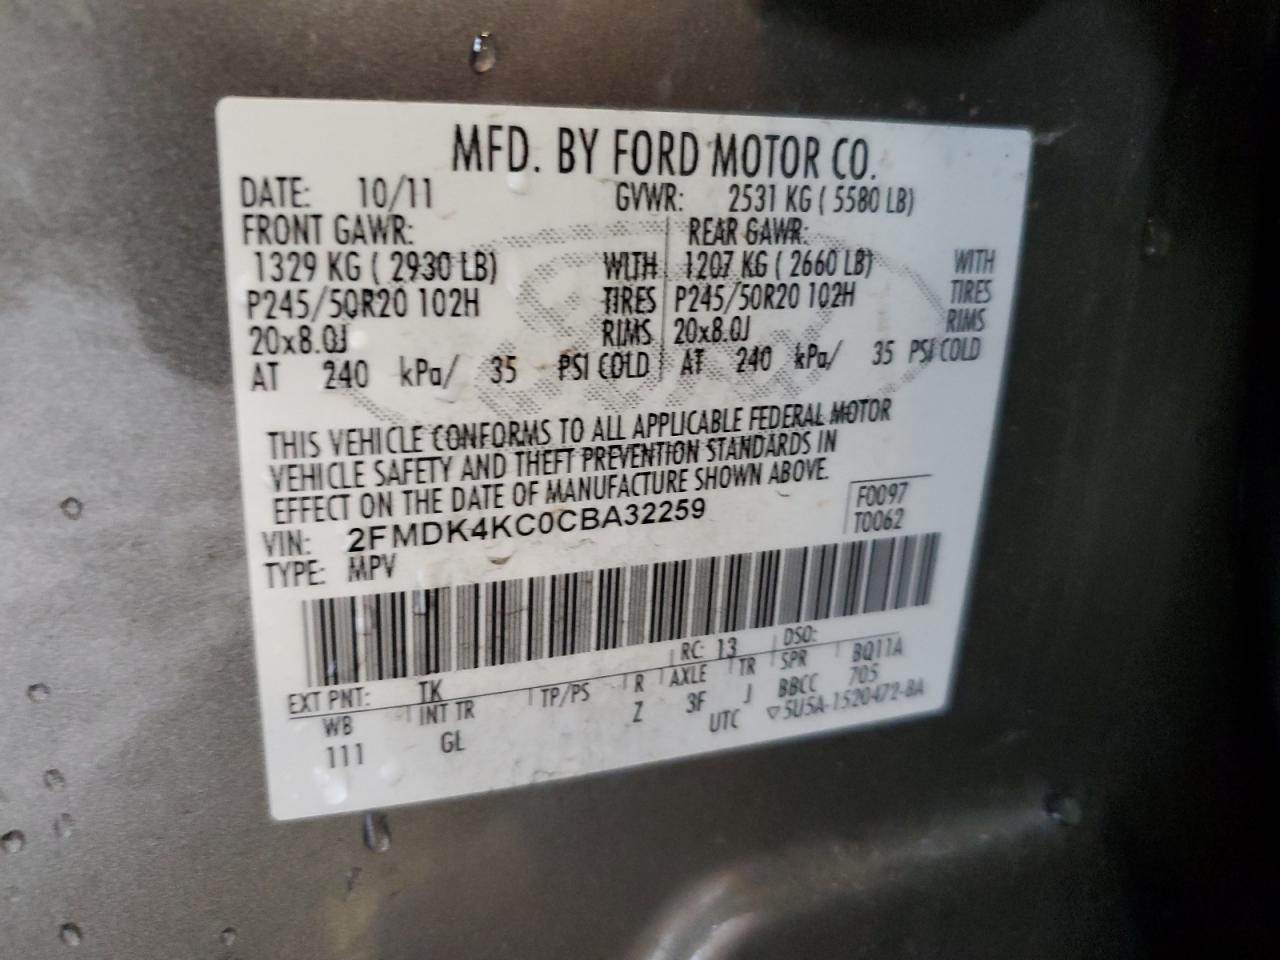 MFD. BY FORD MOTOR CO.
DATE: 10/11 GVWR: 2531 KG ( 5580 LB)
FRONT GAWR: REAR GAWR:
1329 KG ( 2930 LB) WITH 1207 KG ( 2660 LB) WITH
P245/50R20 102H TIRES P245/50R20 102H TIRES
20x8.0J RIMS 20x8.0J RIMS
AT 240 kPa/ 35 PSI COLD AT 240 kPa/ 35 PSI COLD
THIS VEHICLE CONFORMS TO ALL APPLICABLE FEDERAL MOTOR
VEHICLE SAFETY AND THEFT PREVENTION STANDARDS IN
EFFECT ON THE DATE OF MANUFACTURE SHOWN ABOVE.
VIN: 2FMDK4KC0CBA32259 F0097
TYPE: MPV T0062
EXT PNT: TK RC: 13 DSO:
WB INT TR TP/PS R AXLE TR SPR BQ11A
111 GL Z 3F J BBCC 705
UTC ▽5U5A-1520472-BA